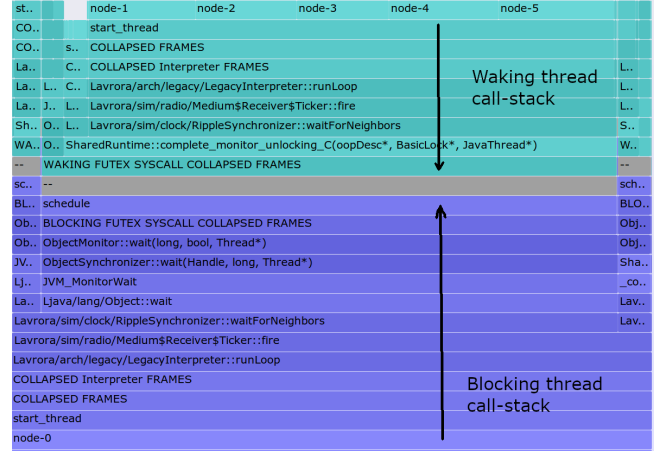 st.. node-1 node-2 node-3 node-4 node-5
CO.. start_thread
CO.. s.. COLLAPSED FRAMES
La.. C.. COLLAPSED Interpreter FRAMES L..
La.. L.. C.. Lavrora/arch/legacy/LegacyInterpreter::runLoop L..
La.. J.. L.. Lavrora/sim/radio/Medium$Receiver$Ticker::fire L..
Sh.. O.. L.. Lavrora/sim/clock/RippleSynchronizer::waitForNeighbors S..
WA.. O.. SharedRuntime::complete_monitor_unlocking_C(oopDesc*, BasicLock*, JavaThread*) W..
-- WAKING FUTEX SYSCALL COLLAPSED FRAMES --
Waking thread
call-stack
sc.. -- sch..
BL.. schedule BLO..
Ob.. BLOCKING FUTEX SYSCALL COLLAPSED FRAMES Obj..
Ob.. ObjectMonitor::wait(long, bool, Thread*) Obj..
JV.. ObjectSynchronizer::wait(Handle, long, Thread*) Sha..
Lj.. JVM_MonitorWait _co..
La.. Ljava/lang/Object::wait Lav..
Lavrora/sim/clock/RippleSynchronizer::waitForNeighbors Lav..
Lavrora/sim/radio/Medium$Receiver$Ticker::fire
Lavrora/arch/legacy/LegacyInterpreter::runLoop
COLLAPSED Interpreter FRAMES
COLLAPSED FRAMES
start_thread
node-0
Blocking thread
call-stack